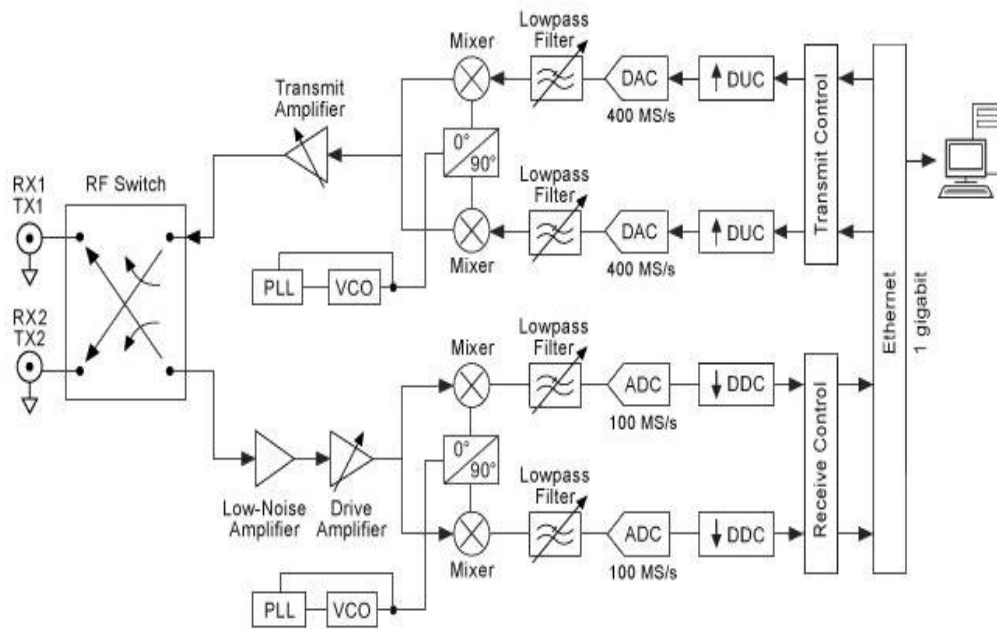 Lowpass
Filter
Mixer
DAC
400 MS/s
↑ DUC
Transmit
Amplifier
0°
90°
Transmit Control
Ethernet
1 gigabit
RX1
TX1
RF Switch
Lowpass
Filter
Mixer
DAC
400 MS/s
↑ DUC
PLL
VCO
RX2
TX2
Lowpass
Filter
Mixer
ADC
100 MS/s
↓ DDC
Receive Control
0°
90°
Low-Noise
Amplifier
Drive
Amplifier
Lowpass
Filter
Mixer
ADC
100 MS/s
↓ DDC
PLL
VCO